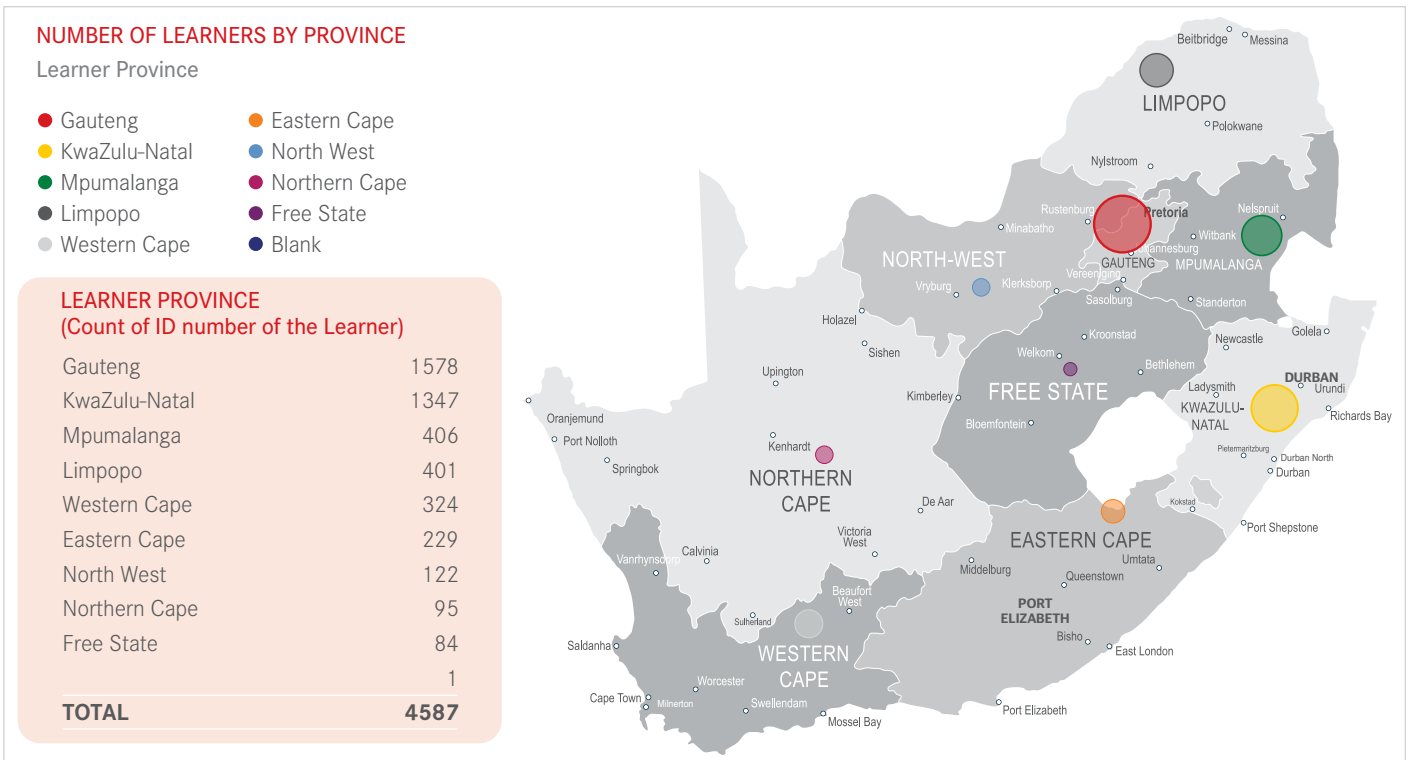 NUMBER OF LEARNERS BY PROVINCE
Learner Province
Gauteng
KwaZulu-Natal
Mpumalanga
Limpopo
Western Cape
Eastern Cape
North West
Northern Cape
Free State
Blank
LEARNER PROVINCE
(Count of ID number of the Learner)
Gauteng 1578
KwaZulu-Natal 1347
Mpumalanga 406
Limpopo 401
Western Cape 324
Eastern Cape 229
North West 122
Northern Cape 95
Free State 84
1
TOTAL 4587
Beitbridge
Messina
LIMPOPO
Polokwane
Nylstroom
Rustenburg
Pretoria
Nelspruit
Minabatho
Witbank
NORTH-WEST
GAUTENG
MPUMALANGA
Vereeniging
Vryburg
Klerksborp
Sasolburg
Standerton
Holazel
Sishen
Kroonstad
Newcastle
Golela
Welkom
Bethlehem
Upington
FREE STATE
DURBAN
Ladysmith
Urundi
Kimberley
KWAZULU-
NATAL
Richards Bay
Oranjemund
Bloemfontein
Port Nolloth
Kenhardt
Pietermaritzburg
Durban North
Springbok
Durban
NORTHERN
CAPE
De Aar
Kokstad
Port Shepstone
Victoria
West
EASTERN CAPE
Calvinia
Umtata
Middelburg
Queenstown
Beaufort
West
PORT
ELIZABETH
Sulherland
Bisho
Saldanha
WESTERN
CAPE
East London
Worcester
Cape Town
Milnerton
Swellendam
Mossel Bay
Port Elizabeth